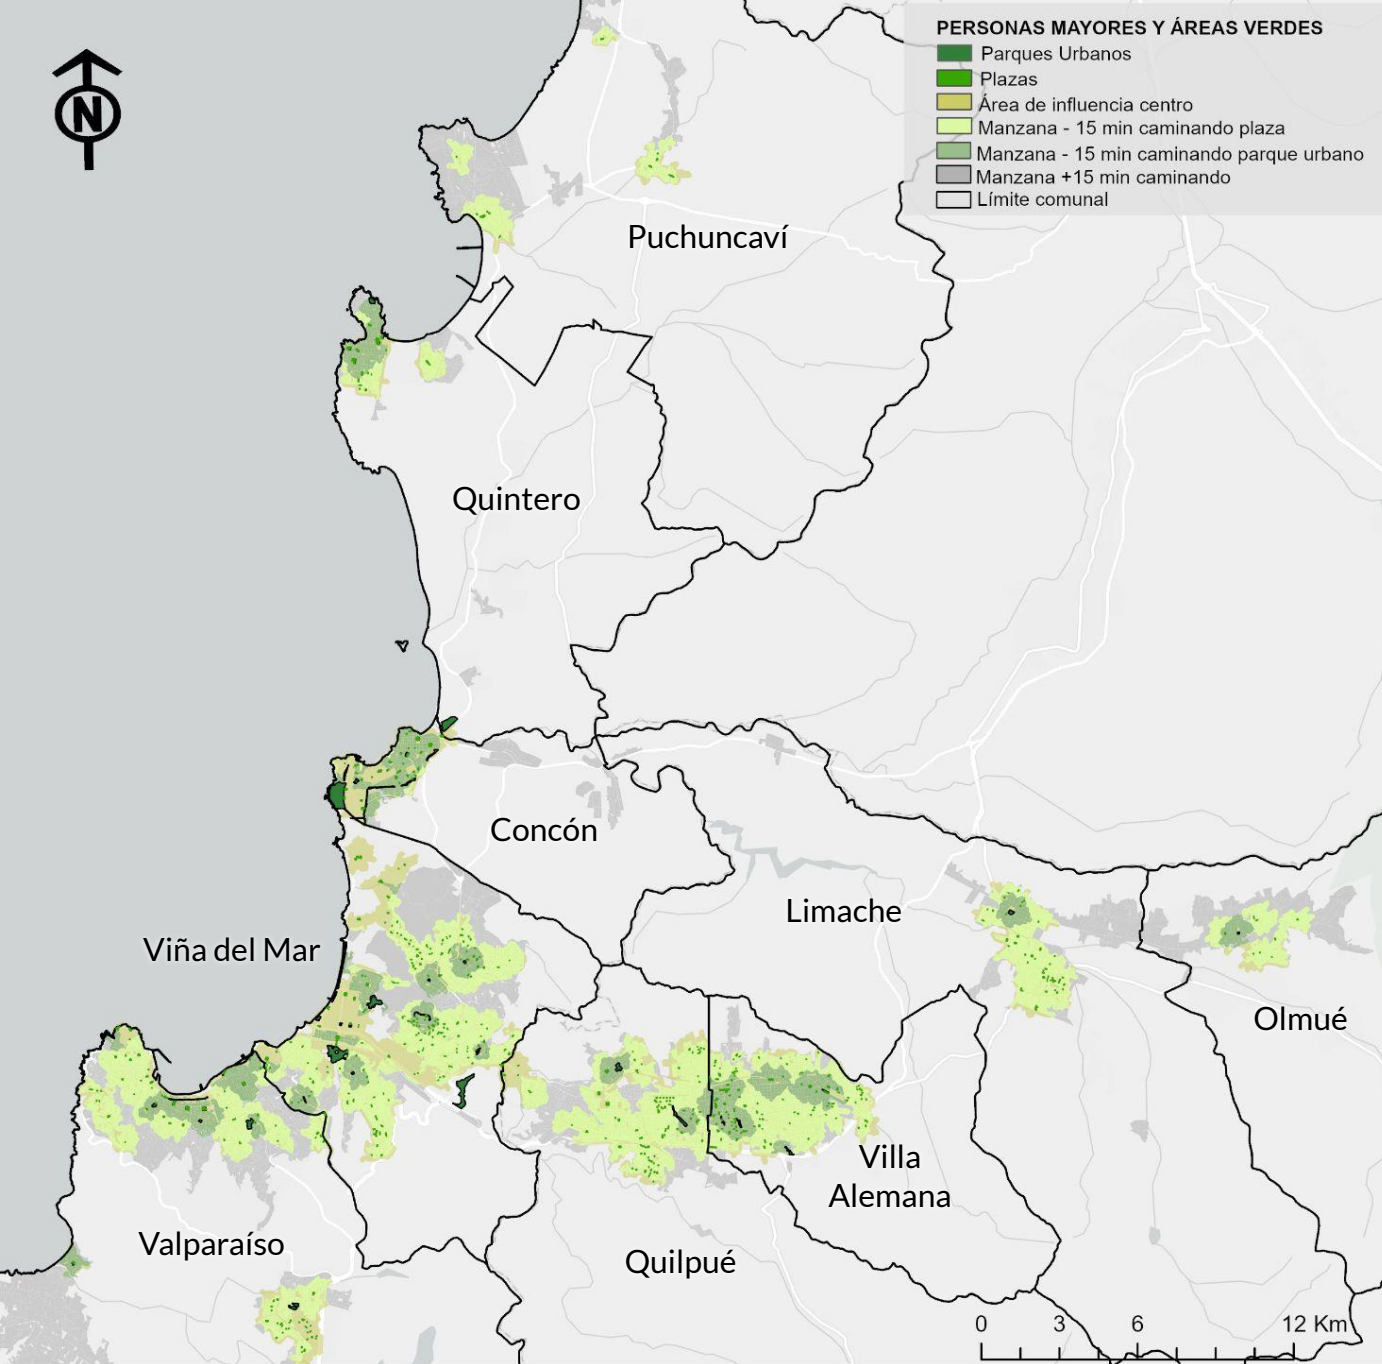 PERSONAS MAYORES Y ÁREAS VERDES
Parques Urbanos
Plazas
Área de influencia centro
Manzana - 15 min caminando plaza
Manzana - 15 min caminando parque urbano
Manzana +15 min caminando
Límite comunal
N
Puchuncaví
Quintero
Concón
Limache
Viña del Mar
Olmué
Villa
Alemana
Valparaíso
Quilpué
0 3 6 12 Km